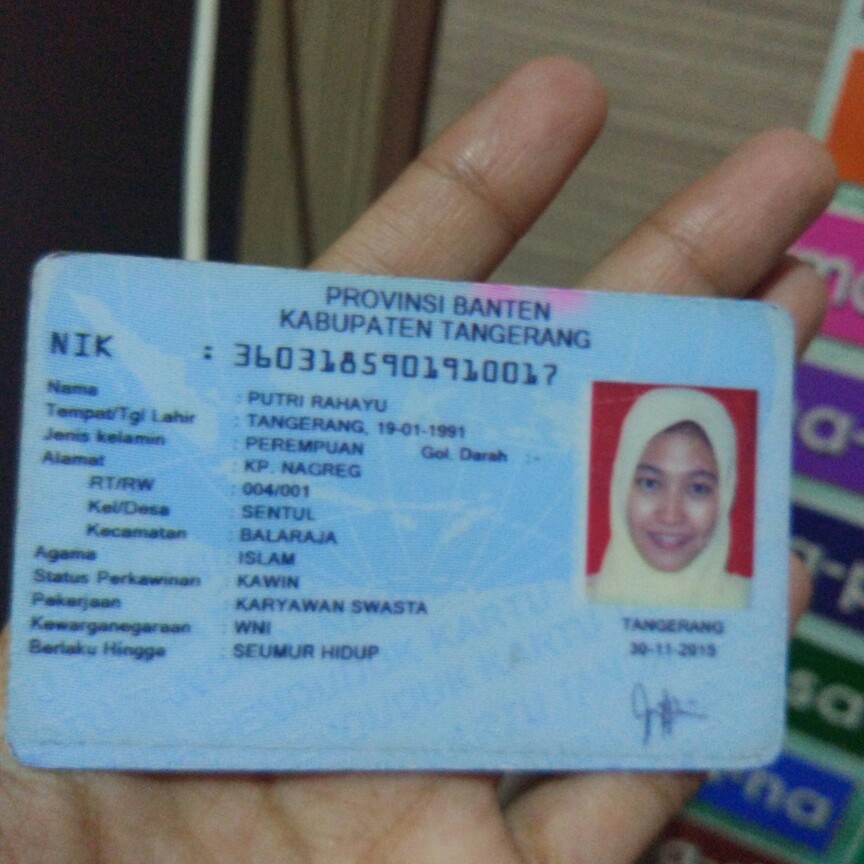 PROVINSI BANTEN
KABUPATEN TANGERANG
NIK : 3603185901910017
Nama : PUTRI RAHAYU
Tempat/Tgl Lahir : TANGERANG, 19-01-1991
Jenis kelamin : PEREMPUAN Gol. Darah :-
Alamat : KP. NAGREG
RT/RW : 004/001
Kel/Desa : SENTUL
Kecamatan : BALARAJA
Agama : ISLAM
Status Perkawinan : KAWIN
Pekerjaan : KARYAWAN SWASTA
Kewarganegaraan : WNI
Berlaku Hingga : SEUMUR HIDUP
TANGERANG
30-11-2015